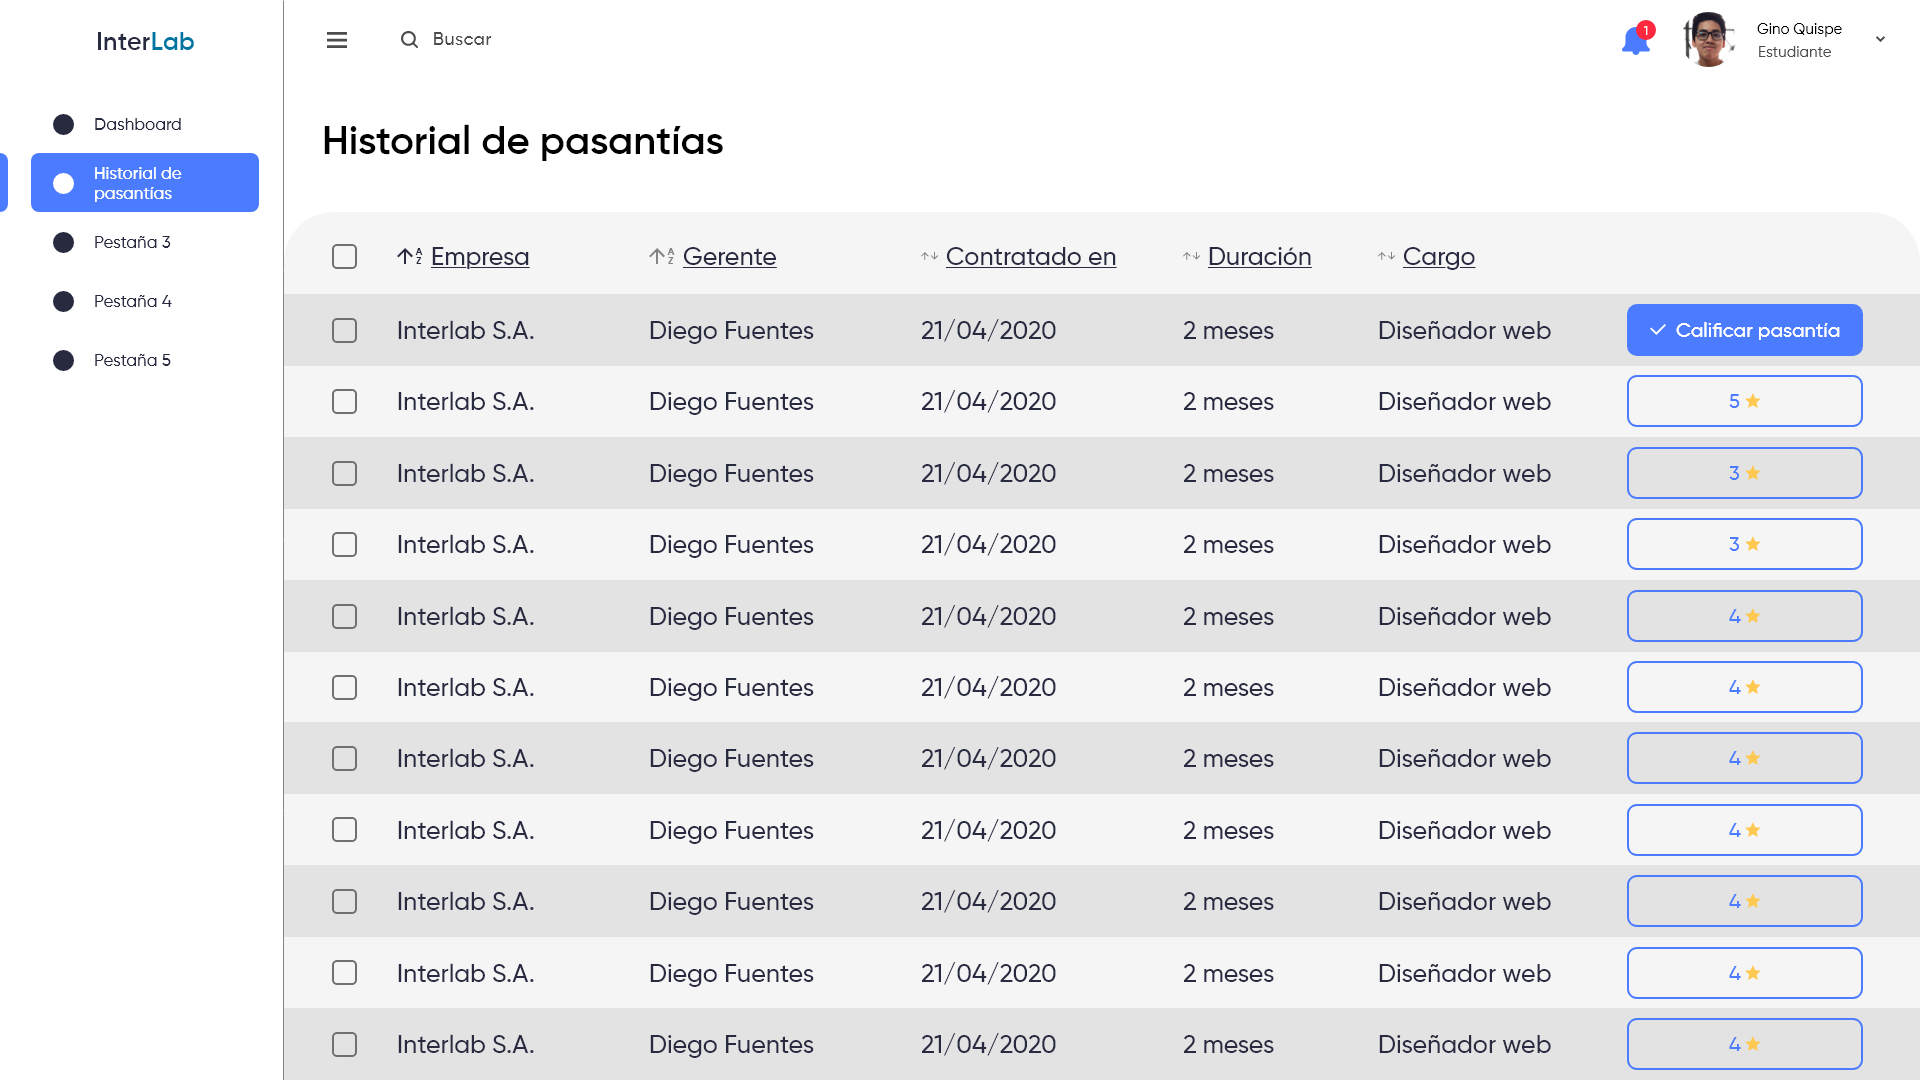 InterLab
Buscar
1
Gino Quispe
Estudiante
Dashboard
Historial de
pasantías
Pestaña 3
Pestaña 4
Pestaña 5
Historial de pasantías
A Z Empresa A Z Gerente Contratado en Duración Cargo
Interlab S.A. Diego Fuentes 21/04/2020 2 meses Diseñador web Calificar pasantía
Interlab S.A. Diego Fuentes 21/04/2020 2 meses Diseñador web 5
Interlab S.A. Diego Fuentes 21/04/2020 2 meses Diseñador web 3
Interlab S.A. Diego Fuentes 21/04/2020 2 meses Diseñador web 3
Interlab S.A. Diego Fuentes 21/04/2020 2 meses Diseñador web 4
Interlab S.A. Diego Fuentes 21/04/2020 2 meses Diseñador web 4
Interlab S.A. Diego Fuentes 21/04/2020 2 meses Diseñador web 4
Interlab S.A. Diego Fuentes 21/04/2020 2 meses Diseñador web 4
Interlab S.A. Diego Fuentes 21/04/2020 2 meses Diseñador web 4
Interlab S.A. Diego Fuentes 21/04/2020 2 meses Diseñador web 4
Interlab S.A. Diego Fuentes 21/04/2020 2 meses Diseñador web 4